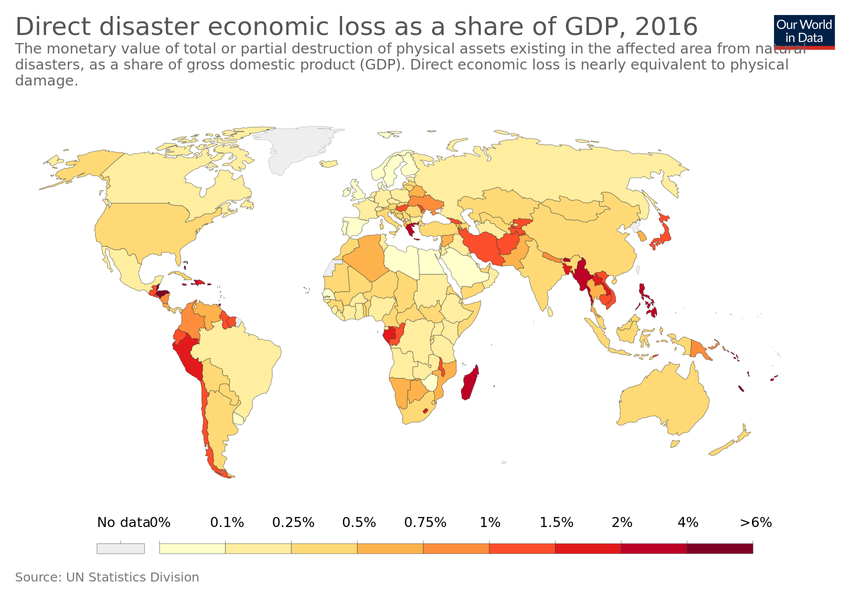 Direct disaster economic loss as a share of GDP, 2016
Our World
in Data
The monetary value of total or partial destruction of physical assets existing in the affected area from natural
disasters, as a share of gross domestic product (GDP). Direct economic loss is nearly equivalent to physical
damage.
No data 0% 0.1% 0.25% 0.5% 0.75% 1% 1.5% 2% 4% >6%
Source: UN Statistics Division